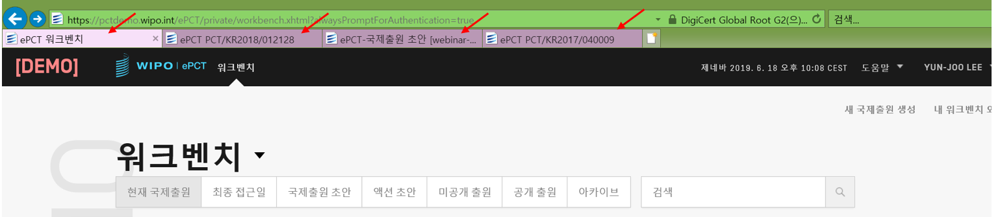 https://pctdemo.wipo.int/ePCT/private/workbench.xhtml?alwaysPromptForAuthentication=true DigiCert Global Root G2(으)... 검색...
ePCT 워크벤치 ePCT PCT/KR2018/012128 ePCT-국제출원 초안 [webinar-... ePCT PCT/KR2017/040009
[DEMO] WIPO | ePCT 워크벤치 제네바 2019. 6. 18 오후 10:08 CEST 도움말 YUN-JOO LEE
새 국제출원 생성 내 워크벤치
워크벤치
현재 국제출원 최종 접근일 국제출원 초안 액션 초안 미공개 출원 공개 출원 아카이브 검색